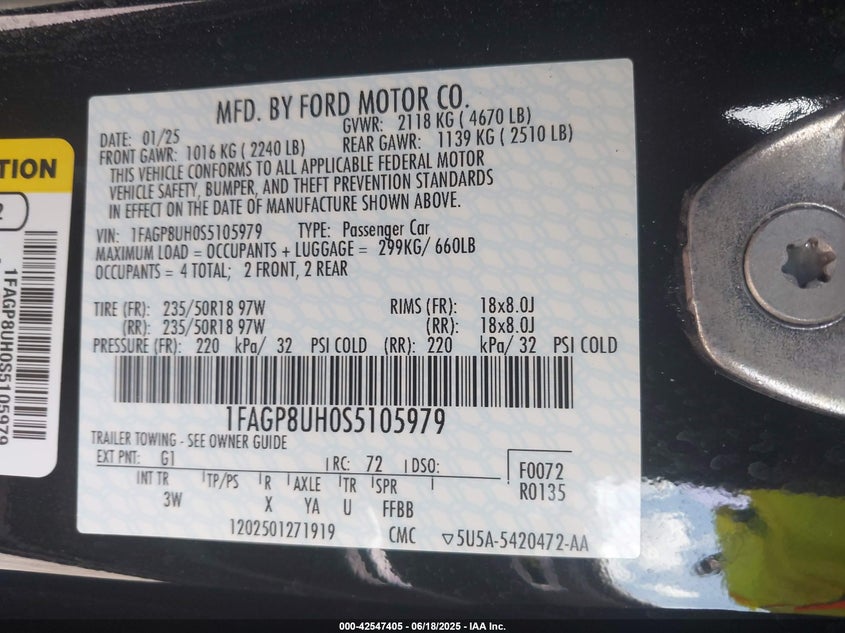 MFD. BY FORD MOTOR CO.
DATE: 01/25 GVWR: 2118 KG ( 4670 LB)
FRONT GAWR: 1016 KG ( 2240 LB) REAR GAWR: 1139 KG ( 2510 LB)
THIS VEHICLE CONFORMS TO ALL APPLICABLE FEDERAL MOTOR
VEHICLE SAFETY, BUMPER, AND THEFT PREVENTION STANDARDS
IN EFFECT ON THE DATE OF MANUFACTURE SHOWN ABOVE.
VIN: 1FAGP8UH0S5105979 TYPE: Passenger Car
MAXIMUM LOAD = OCCUPANTS + LUGGAGE = 299KG/ 660LB
OCCUPANTS = 4 TOTAL; 2 FRONT, 2 REAR
TIRE (FR): 235/50R18 97W RIMS (FR): 18x8.0J
(RR): 235/50R18 97W (RR): 18x8.0J
PRESSURE (FR): 220 kPa/ 32 PSI COLD (RR): 220 kPa/ 32 PSI COLD
1FAGP8UH0S5105979
TRAILER TOWING - SEE OWNER GUIDE
EXT PNT: G1 RC: 72 DSO: F0072
R0135
INT TR TP/PS R AXLE TR SPR
3W X YA U FFBB
1202501271919 CMC ▽5U5A-5420472-AA
TION
2
1FAGP8UH0S5105979
000-42547405 - 06/18/2025 - IAA Inc.